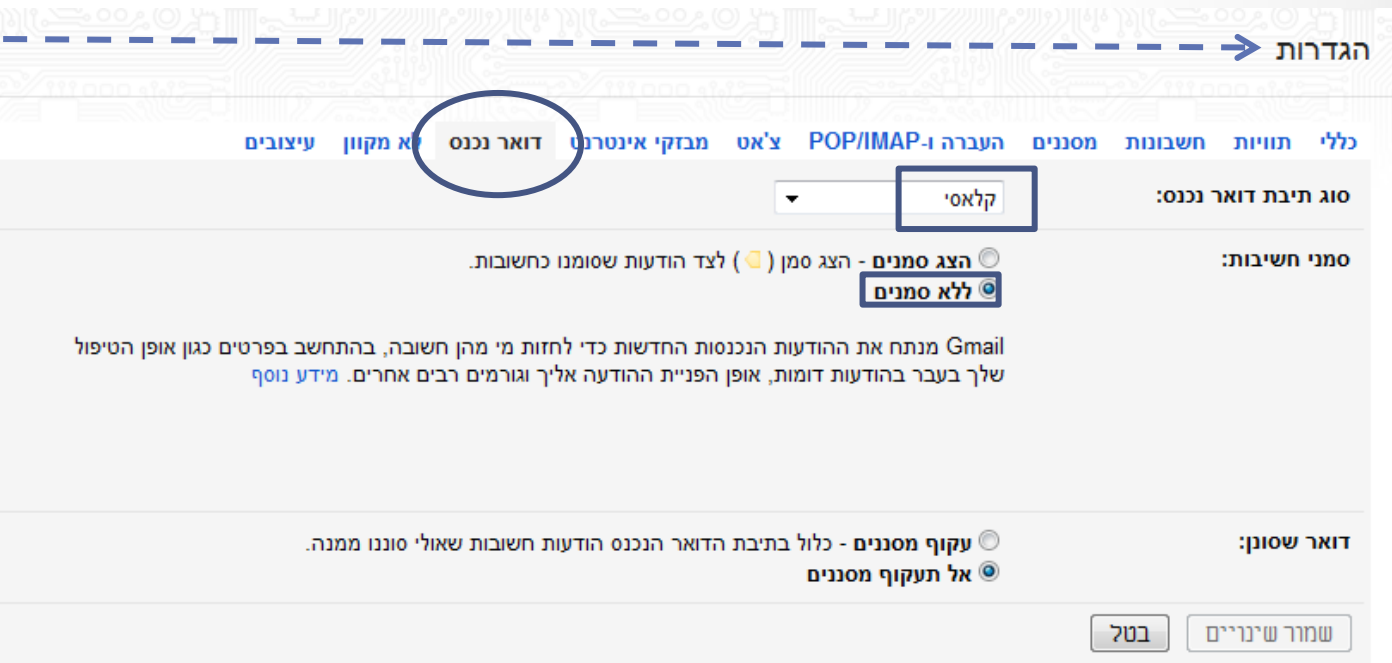 הגדרות
כללי תוויות חשבונות מסננים העברה ו-POP/IMAP צ'אט מבזקי אינטרנט דואר נכנס לא מקוון עיצובים
סוג תיבת דואר נכנס: קלאסי
סמני חשיבות: הצג סמנים - הצג סמן ( ) לצד הודעות שסומנו כחשובות.
ללא סמנים
Gmail מנתח את ההודעות הנכנסות החדשות כדי לחזות מי מהן חשובה, בהתחשב בפרטים כגון אופן הטיפול
שלך בעבר בהודעות דומות, אופן הפניית ההודעה אליך וגורמים רבים אחרים. מידע נוסף
דואר שסונן: עקוף מסננים - כלול בתיבת הדואר הנכנס הודעות חשובות שאולי סוננו ממנה.
אל תעקוף מסננים
שמור שינויים בטל